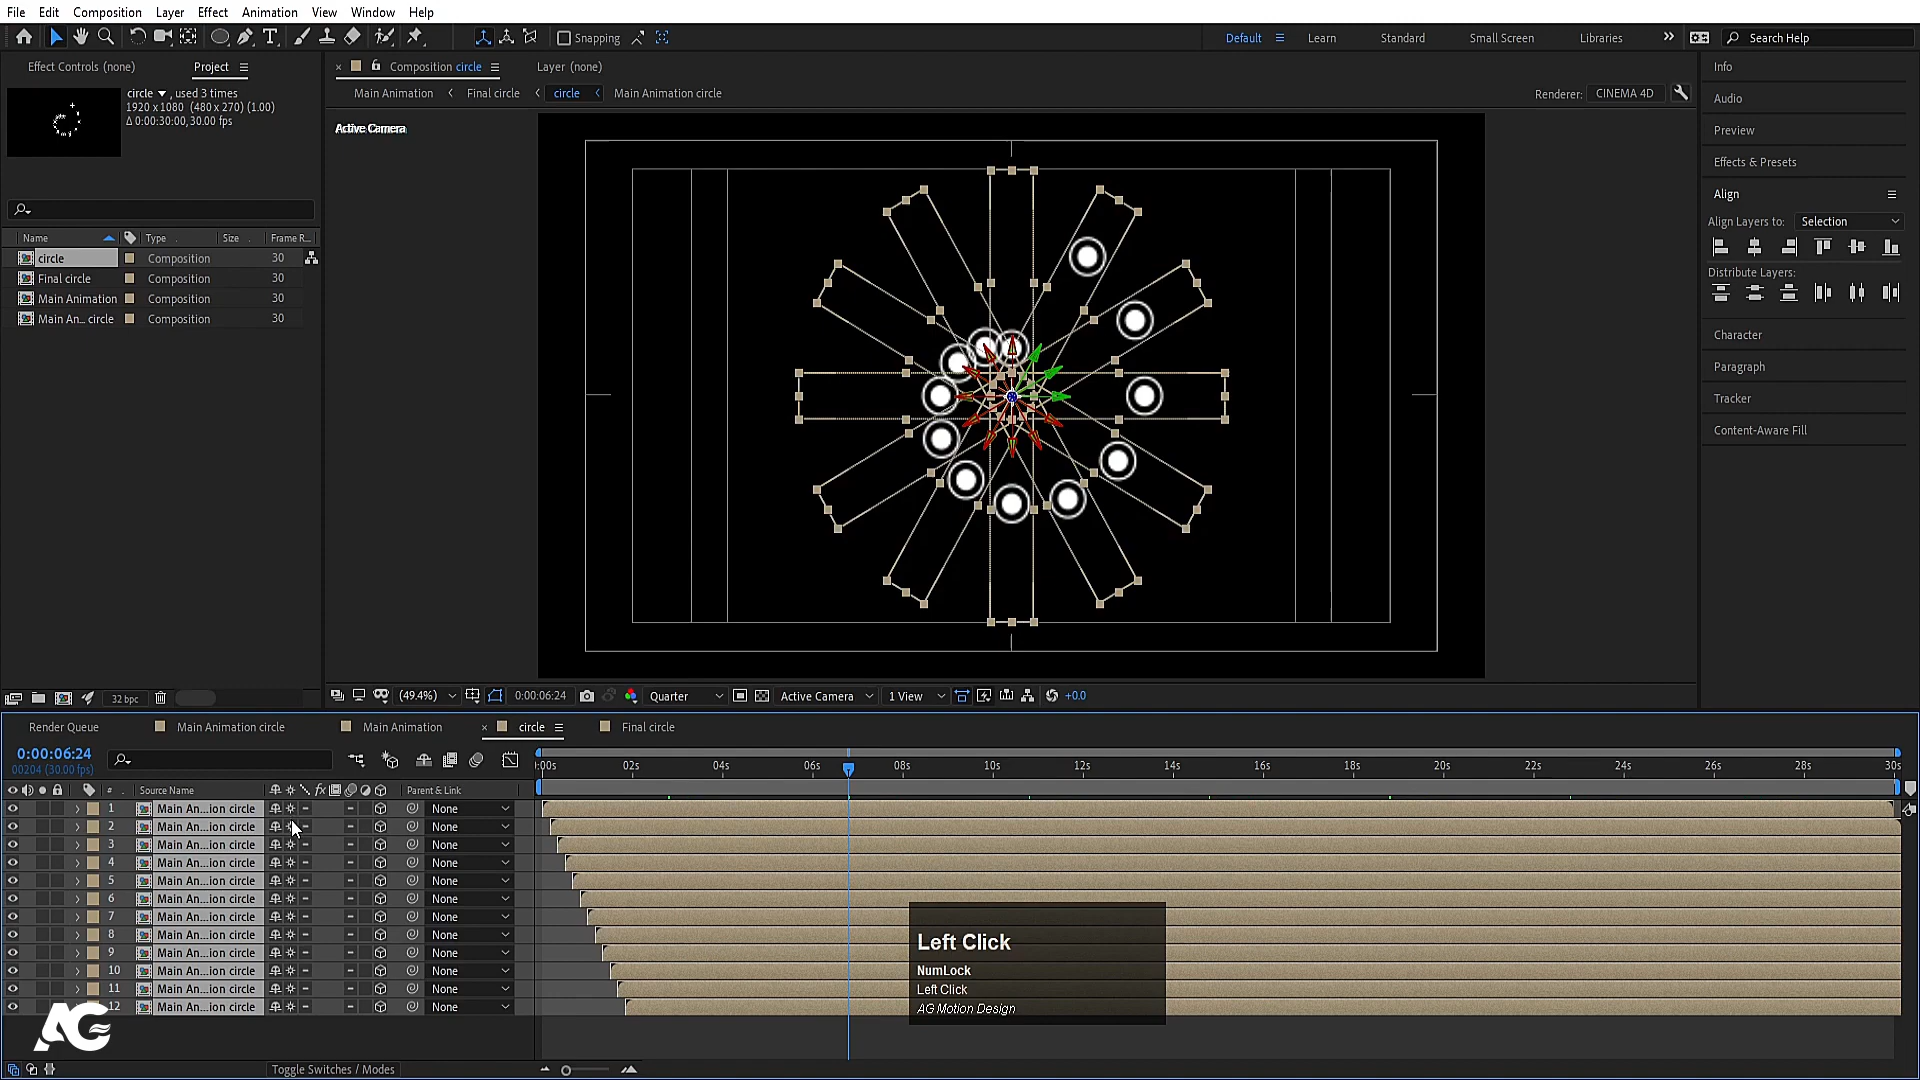 File Edit Composition Layer Effect Animation View Window Help
Snapping Default Learn Standard Small Screen Libraries Search Help
Effect Controls (none) Project
circle , used 3 times
1920 x 1080 (480 x 270) (1.00)
Δ 0:00:30:00, 30.00 fps
Name Type Size Frame R...
circle Composition 30
Final circle Composition 30
Main Animation Composition 30
Main An... circle Composition 30
32 bpc
Composition circle Layer (none)
Main Animation Final circle circle Main Animation circle
Renderer: CINEMA 4D
Active Camera
(49.4%) 0:00:06:24 Quarter Active Camera 1 View +0.0
Info
Audio
Preview
Effects & Presets
Align
Align Layers to: Selection
Distribute Layers:
Character
Paragraph
Tracker
Content-Aware Fill
Render Queue Main Animation circle Main Animation circle Final circle
0:00:06:24
00204 (30.00 fps)
:00s 02s 04s 06s 08s 10s 12s 14s 16s 18s 20s 22s 24s 26s 28s 30s
# Source Name Parent & Link
1 Main An...ion circle None
2 Main An...ion circle None
3 Main An...ion circle None
4 Main An...ion circle None
5 Main An...ion circle None
6 Main An...ion circle None
7 Main An...ion circle None
8 Main An...ion circle None
9 Main An...ion circle None
10 Main An...ion circle None
11 Main An...ion circle None
12 Main An...ion circle None
Left Click
NumLock
Left Click
AG Motion Design
AG
Toggle Switches / Modes